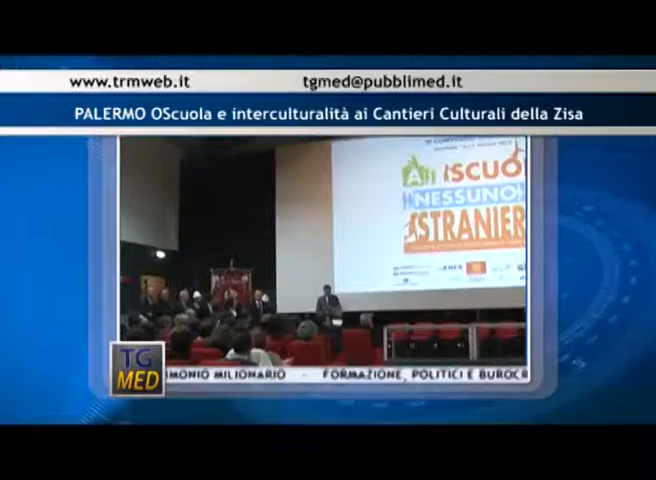 www.trmweb.it tgmed@pubblimed.it
PALERMO OScuola e interculturalità ai Cantieri Culturali della Zisa
A SCUO
NESSUNO
STRANIER
TG
MED
IMONIO MILIONARIO - FORMAZIONE, POLITICI E BUROCR